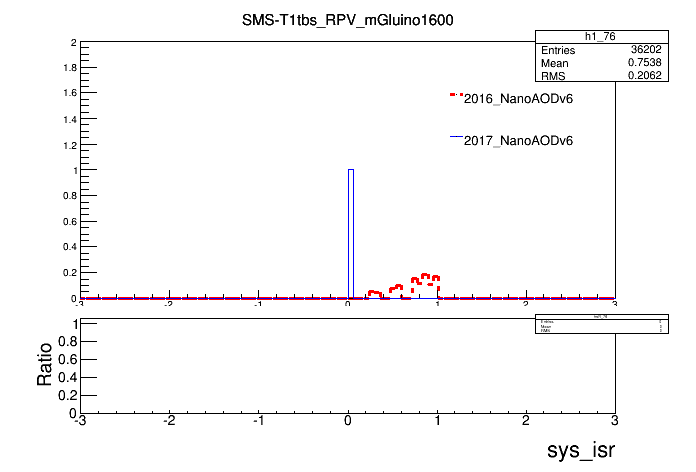 SMS-T1tbs_RPV_mGluino1600
h1_76
Entries 36202
Mean 0.7538
RMS 0.2062
2016_NanoAODv6
2017_NanoAODv6
2
1.8
1.6
1.4
1.2
1
0.8
0.6
0.4
0.2
0
-3 -2 -1 0 1 2 3
Entries
Mean
RMS
Ratio
1
0.8
0.6
0.4
0.2
0
-3 -2 -1 0 1 2 3
sys_isr